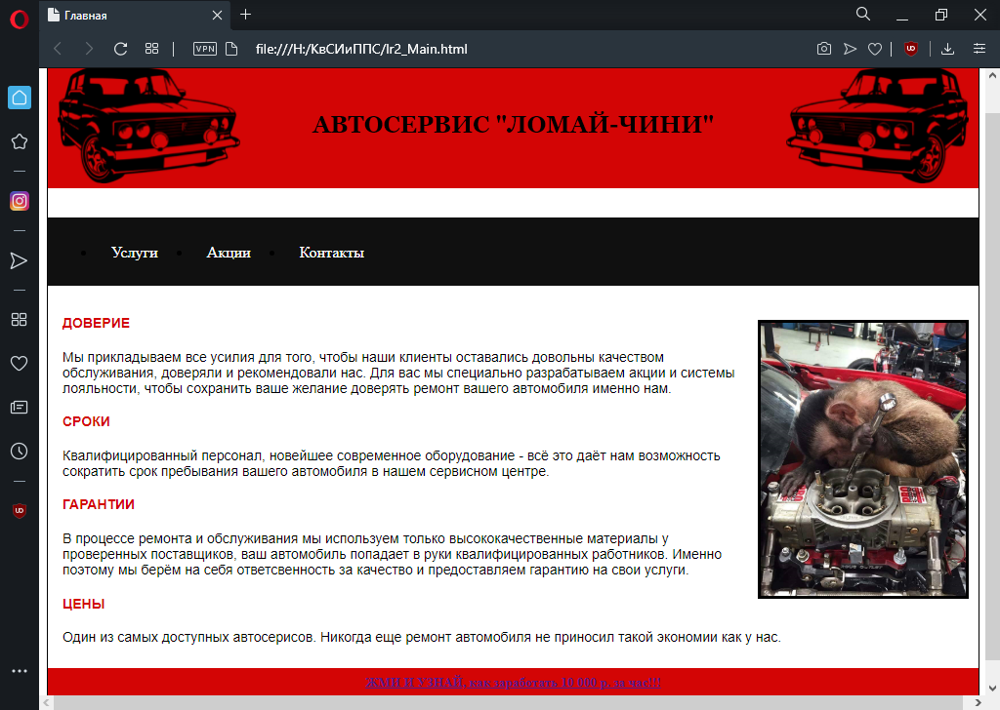 Главная
VPN
file:///H:/КвСИиППС/lr2_Main.html
АВТОСЕРВИС "ЛОМАЙ-ЧИНИ"
Услуги Акции Контакты
ДОВЕРИЕ
Мы прикладываем все усилия для того, чтобы наши клиенты оставались довольны качеством
обслуживания, доверяли и рекомендовали нас. Для вас мы специально разрабатываем акции и системы
лояльности, чтобы сохранить ваше желание доверять ремонт вашего автомобиля именно нам.
СРОКИ
Квалифицированный персонал, новейшее современное оборудование - всё это даёт нам возможность
сократить срок пребывания вашего автомобиля в нашем сервисном центре.
ГАРАНТИИ
В процессе ремонта и обслуживания мы используем только высококачественные материалы у
проверенных поставщиков, ваш автомобиль попадает в руки квалифицированных работников. Именно
поэтому мы берём на себя ответсвенность за качество и предоставляем гарантию на свои услуги.
ЦЕНЫ
Один из самых доступных автосерисов. Никогда еще ремонт автомобиля не приносил такой экономии как у нас.
ЖМИ И УЗНАЙ, как заработать 10 000 р. за час!!!